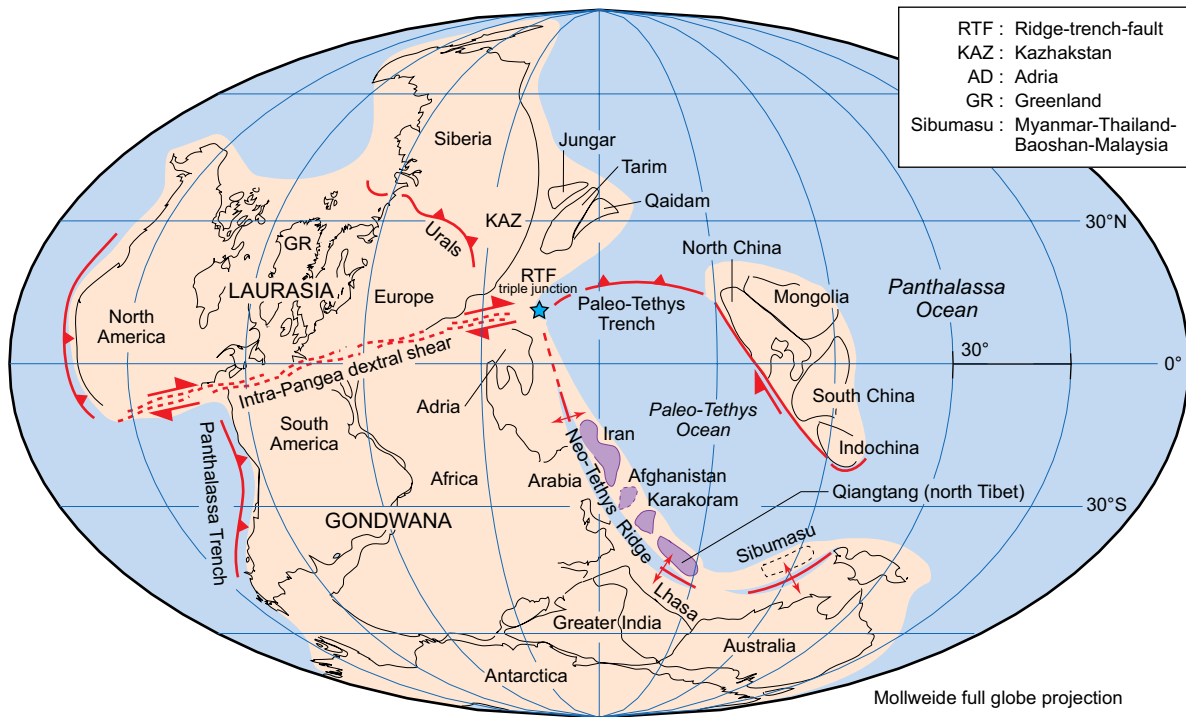 RTF : Ridge-trench-fault
KAZ : Kazhakstan
AD : Adria
GR : Greenland
Sibumasu : Myanmar-Thailand-
Baoshan-Malaysia
Siberia
Jungar
Tarim
Qaidam
KAZ
Urals
GR
30°N
North China
RTF
triple junction
LAURASIA
Europe
Mongolia
Panthalassa
Ocean
Paleo-Tethys
Trench
North
America
30°
0°
Intra-Pangea dextral shear
Adria
South China
Paleo-Tethys
Ocean
South
America
Iran
Indochina
Panthalassa Trench
Africa
Arabia
Neo-Tethys Ridge
Afghanistan
Karakoram
Qiangtang (north Tibet)
30°S
GONDWANA
Sibumasu
Lhasa
Greater India
Australia
Antarctica
Mollweide full globe projection